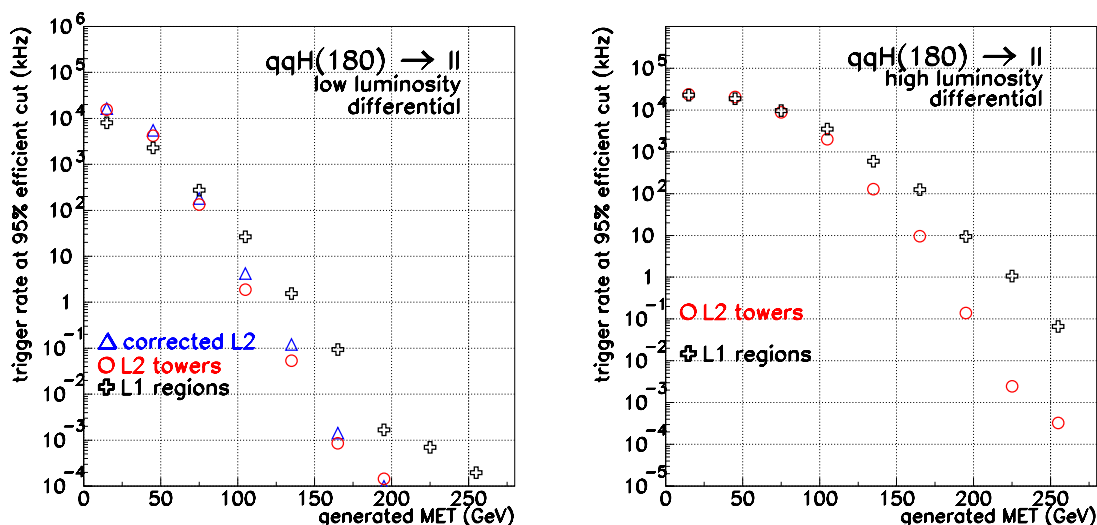 trigger rate at 95% efficient cut (kHz)
10^6
10^5
10^4
10^3
10^2
10
1
10^-1
10^-2
10^-3
10^-4
qqH(180) → II
low luminosity
differential
corrected L2
L2 towers
L1 regions
0 50 100 150 200 250
generated MET (GeV)
trigger rate at 95% efficient cut (kHz)
10^5
10^4
10^3
10^2
10
1
10^-1
10^-2
10^-3
10^-4
10^-5
qqH(180) → II
high luminosity
differential
L2 towers
L1 regions
0 50 100 150 200 250
generated MET (GeV)